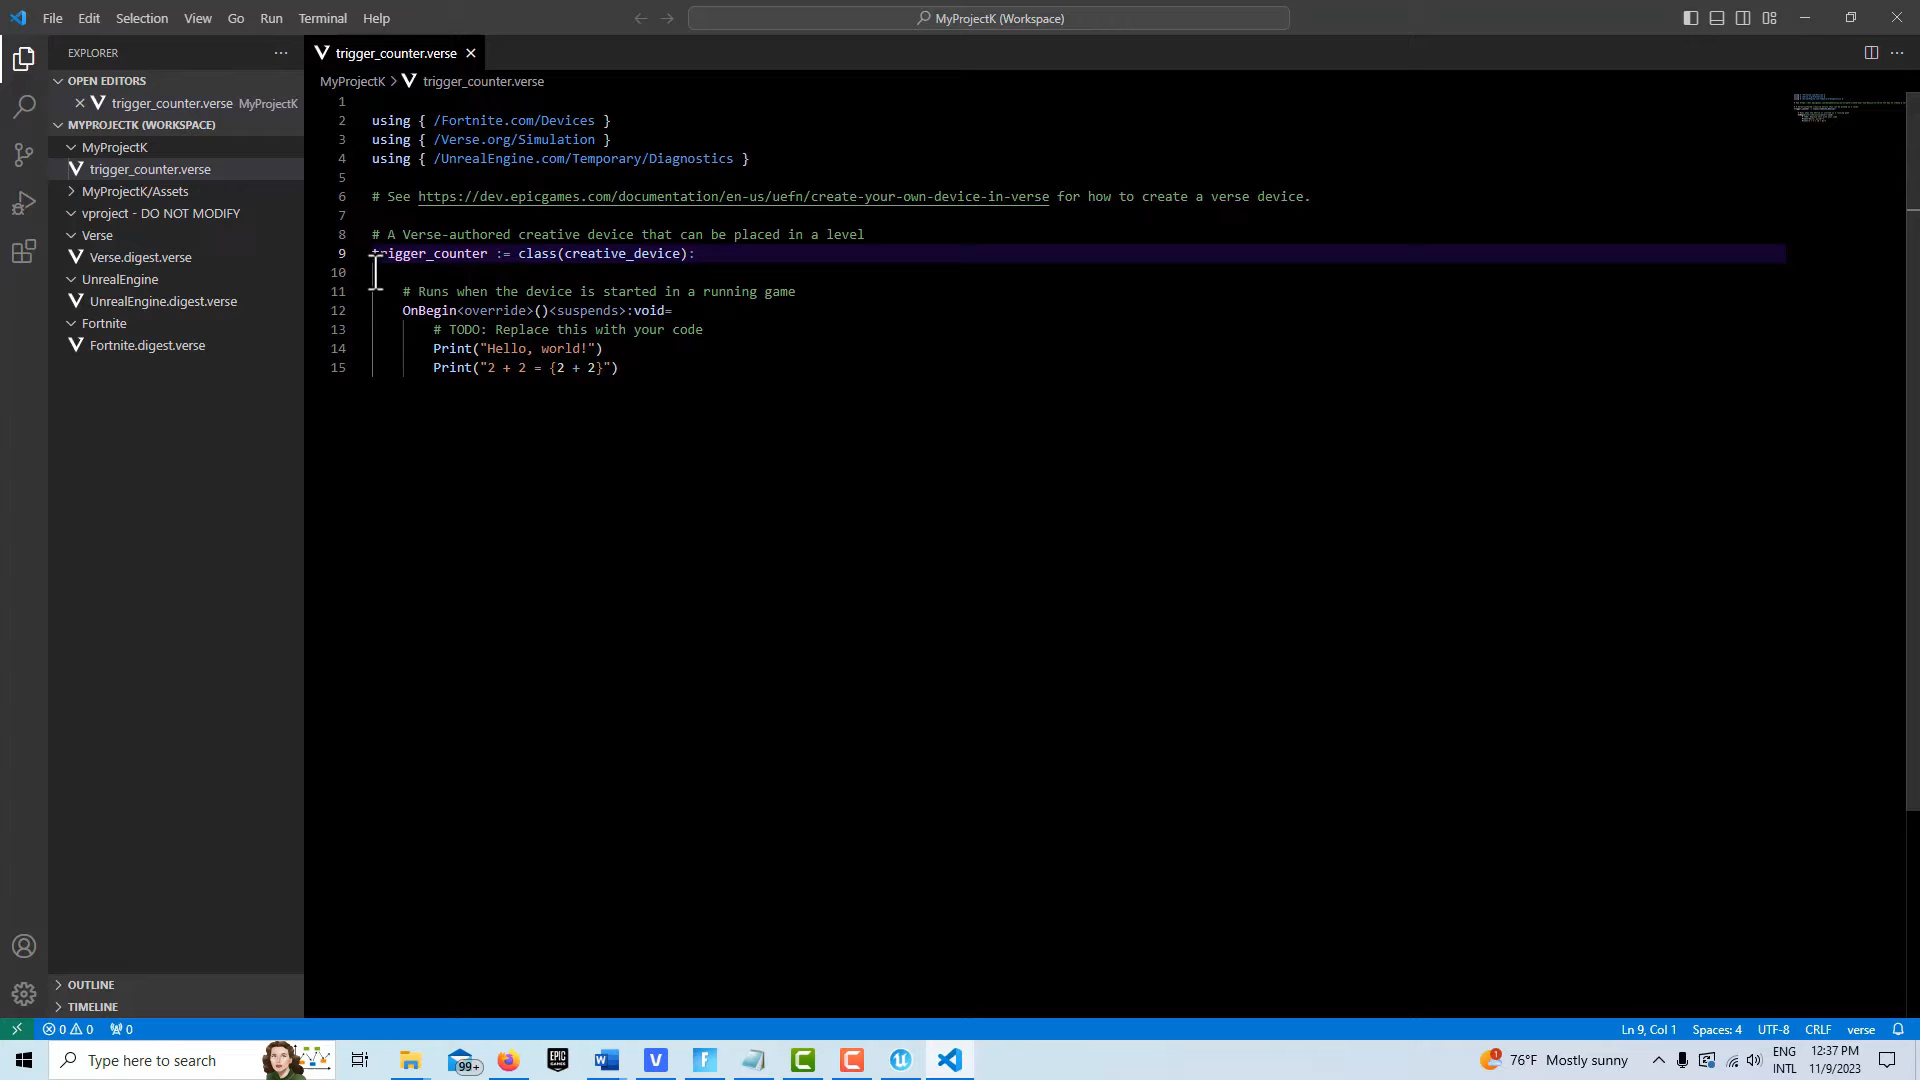 File Edit Selection View Go Run Terminal Help
MyProjectK (Workspace)
EXPLORER
OPEN EDITORS
trigger_counter.verse MyProjectK
MYPROJECTK (WORKSPACE)
MyProjectK
trigger_counter.verse
MyProjectK/Assets
vproject - DO NOT MODIFY
Verse
Verse.digest.verse
UnrealEngine
UnrealEngine.digest.verse
Fortnite
Fortnite.digest.verse
OUTLINE
TIMELINE
trigger_counter.verse
MyProjectK > trigger_counter.verse
1
2 using { /Fortnite.com/Devices }
3 using { /Verse.org/Simulation }
4 using { /UnrealEngine.com/Temporary/Diagnostics }
5
6 # See https://dev.epicgames.com/documentation/en-us/uefn/create-your-own-device-in-verse for how to create a verse device.
7
8 # A Verse-authored creative device that can be placed in a level
9 trigger_counter := class(creative_device):
10
11 # Runs when the device is started in a running game
12 OnBegin<override>()<suspends>:void=
13 # TODO: Replace this with your code
14 Print("Hello, world!")
15 Print("2 + 2 = {2 + 2}")
0 0 0
Ln 9, Col 1 Spaces: 4 UTF-8 CRLF verse
Type here to search
99+
EPIC GAMES
1 76°F Mostly sunny
ENG INTL
12:37 PM
11/9/2023